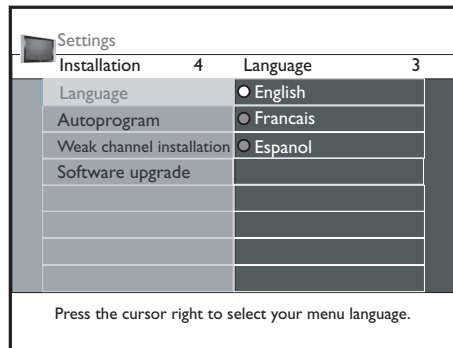 Settings
Installation 4 Language 3
Language English
Autoprogram Francais
Weak channel installation Espanol
Software upgrade
Press the cursor right to select your menu language.